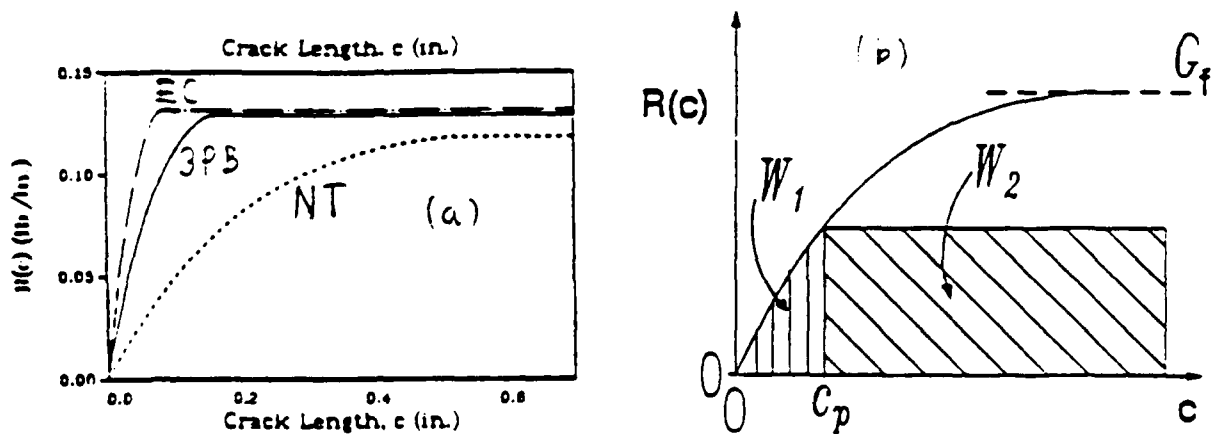 Crack Length, c (in.)
0.15
EC
3PB
0.10
NT
(a)
0.05
0.00
0.0
0.2
0.4
0.6
Crack Length, c (in.)
(b)
R(c)
G_f
W_1
W_2
0
0
C_p
c